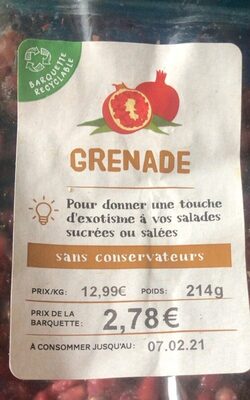 BARQUETTE
RECYCLABLE
GRENADE
Pour donner une touche
d'exotisme à vos salades
sucrées ou salées
sans conservateurs
PRIX/KG: 12,99€ POIDS: 214g
PRIX DE LA
BARQUETTE: 2,78€
À CONSOMMER JUSQU'AU: 07.02.21